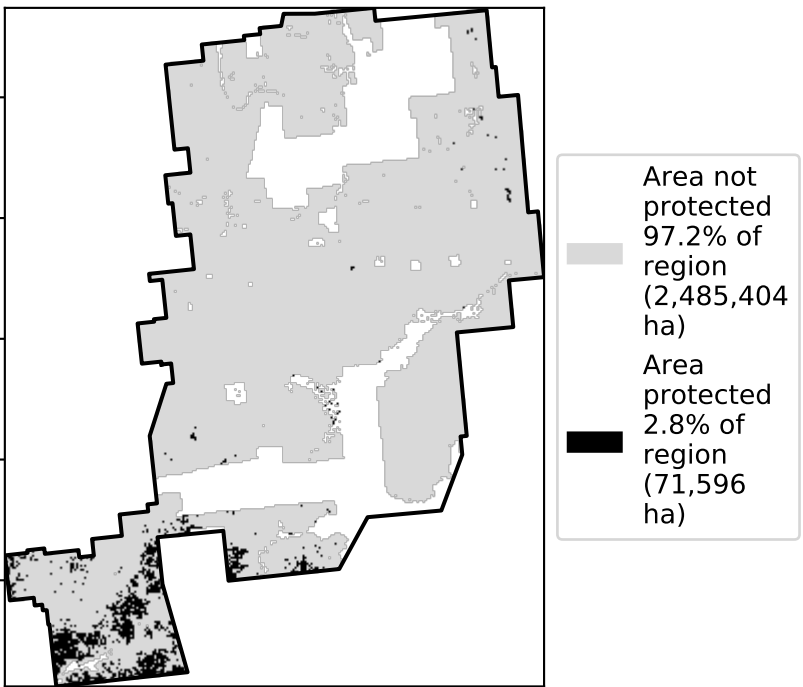 Area not
protected
97.2% of
region
(2,485,404
ha)
Area
protected
2.8% of
region
(71,596
ha)